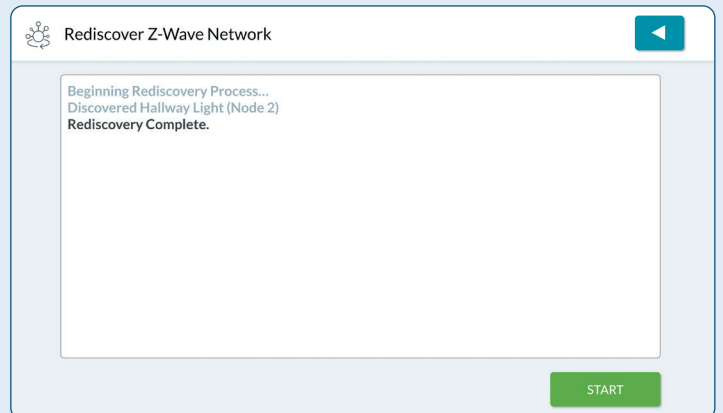 Rediscover Z-Wave Network
Beginning Rediscovery Process...
Discovered Hallway Light (Node 2)
Rediscovery Complete.
START